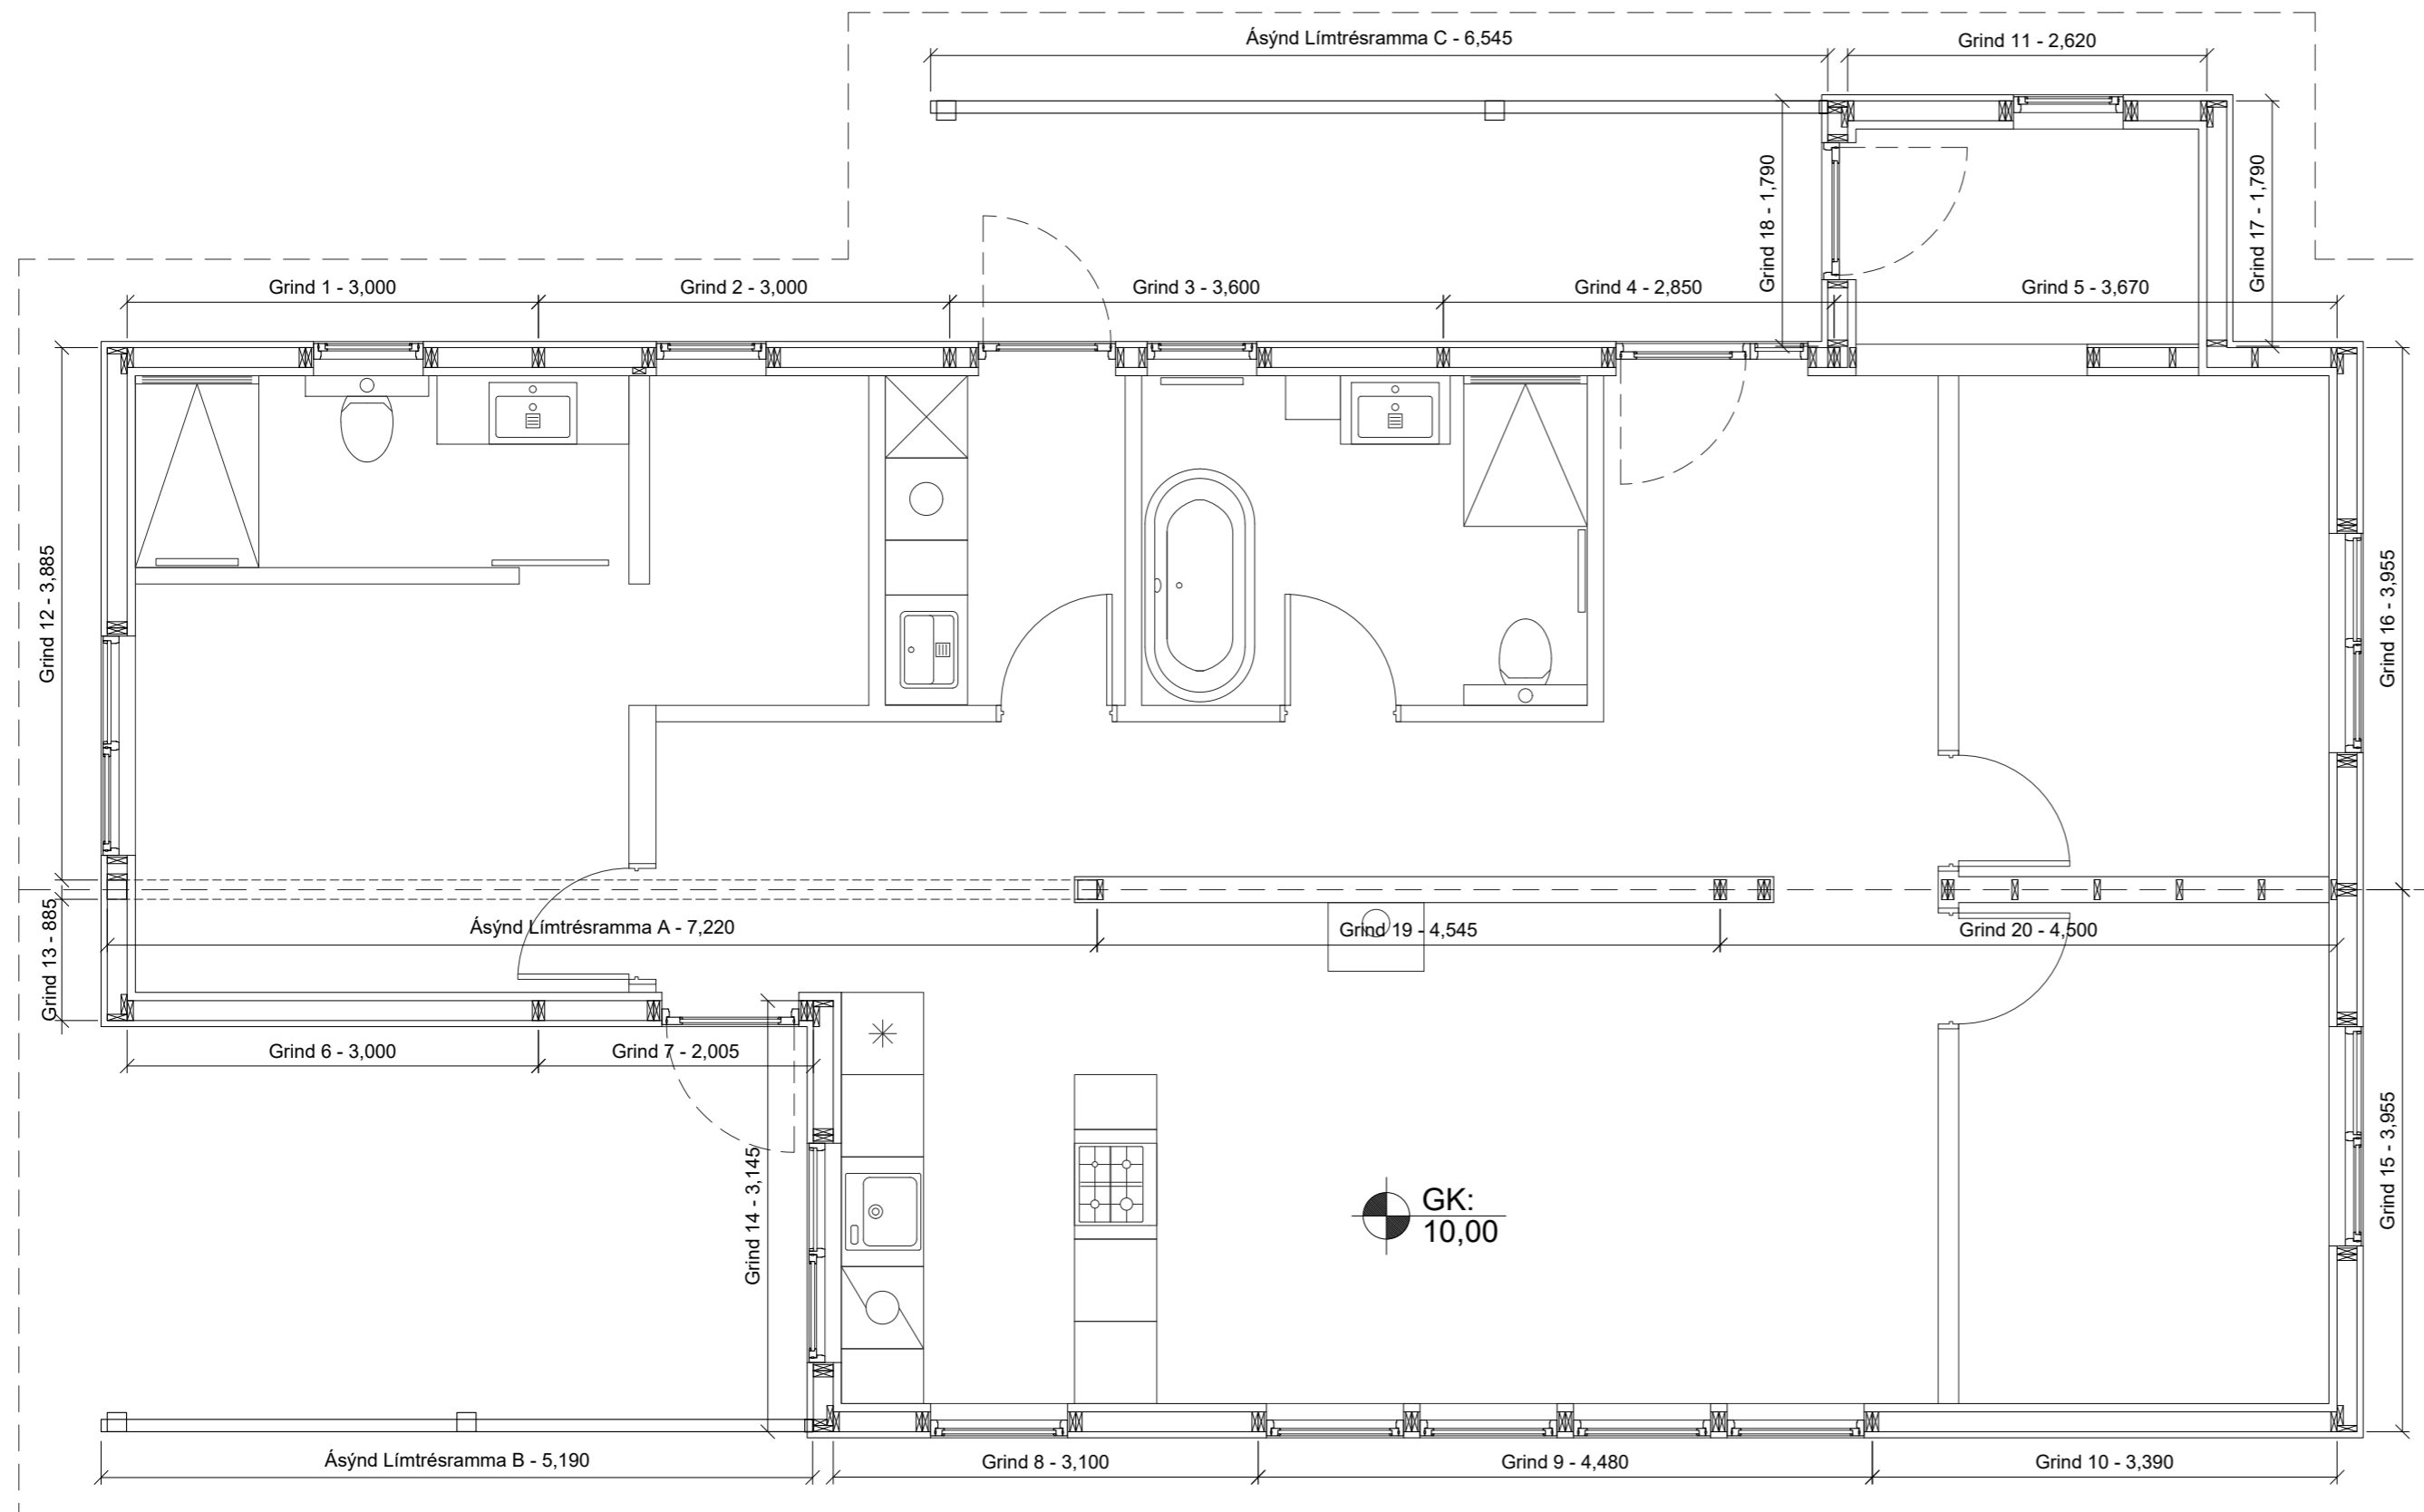 Ásýnd Límtrésramma C - 6,545
Grind 11 - 2,620
Grind 18 - 1,790
Grind 17 - 1,790
Grind 1 - 3,000
Grind 2 - 3,000
Grind 3 - 3,600
Grind 4 - 2,850
Grind 5 - 3,670
Grind 12 - 3,885
Grind 16 - 3,955
Grind 13 - 885
Ásýnd Límtrésramma A - 7,220
Grind 19 - 4,545
Grind 20 - 4,500
Grind 6 - 3,000
Grind 7 - 2,005
Grind 14 - 3,145
Grind 15 - 3,955
GK:
10,00
Ásýnd Límtrésramma B - 5,190
Grind 8 - 3,100
Grind 9 - 4,480
Grind 10 - 3,390